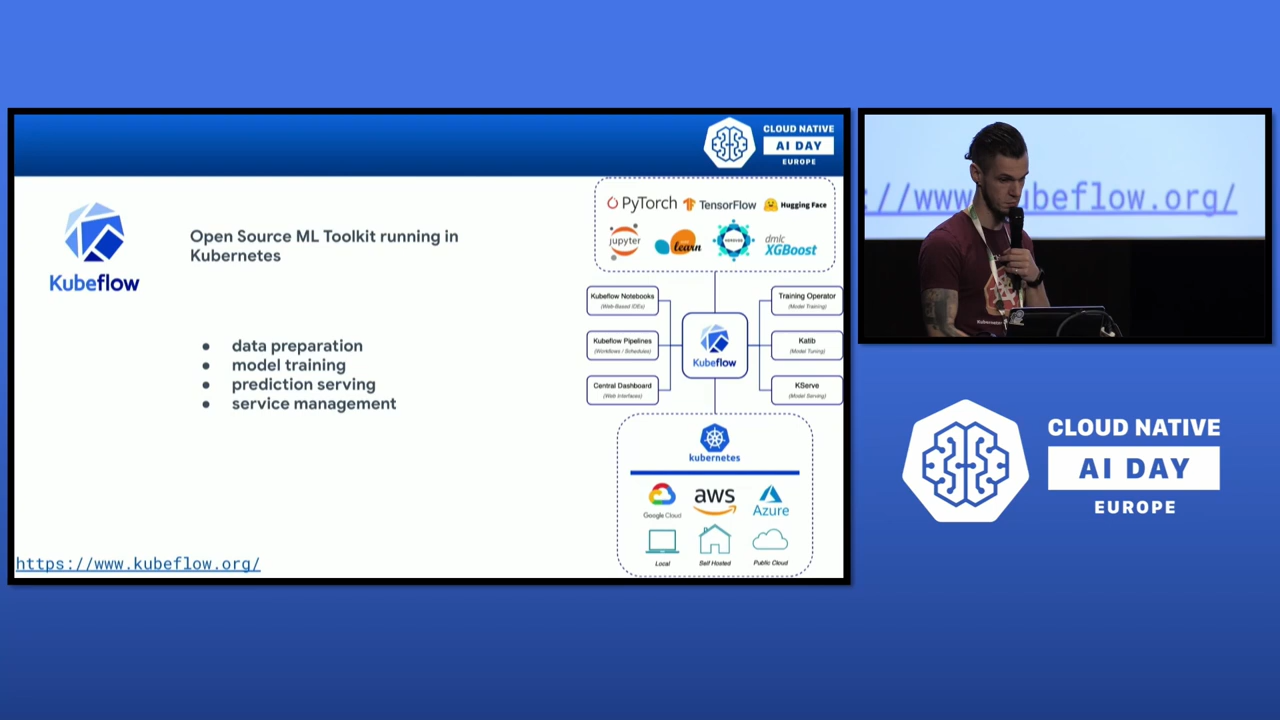 CLOUD NATIVE
AI DAY
EUROPE
Kubeflow
Open Source ML Toolkit running in
Kubernetes
● data preparation
● model training
● prediction serving
● service management
https://www.kubeflow.org/
PyTorch TensorFlow Hugging Face
jupyter learn dmlc
XGBoost
Kubeflow Notebooks
(Web-Based IDEs)
Kubeflow Pipelines
(Workflows / Schedules)
Central Dashboard
(Web Interfaces)
Kubeflow
Training Operator
(Model Training)
Katib
(Model Tuning)
KServe
(Model Serving)
kubernetes
Google Cloud aws Azure
Local Self Hosted Public Cloud
://www.kubeflow.org/
CLOUD NATIVE
AI DAY
EUROPE